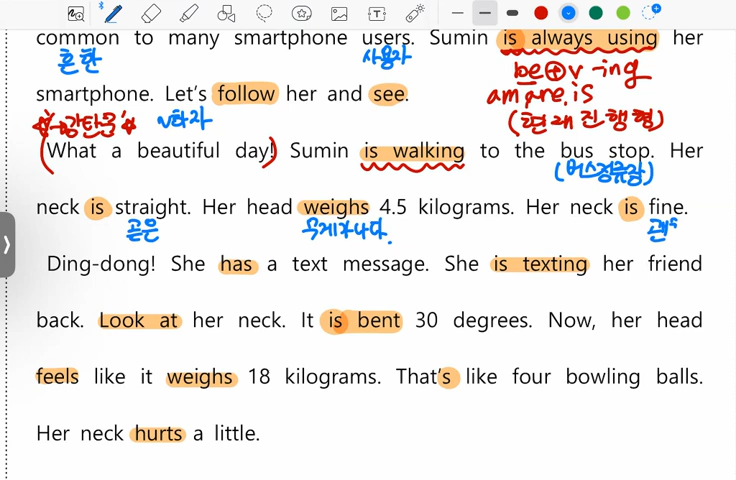 common to many smartphone users. Sumin is always using her
흔한 사용자
be⊕v-ing
smartphone. Let's follow her and see.
am are, is
☆감탄문☆ ~하자
(현재진행형)
(What a beautiful day!) Sumin is walking to the bus stop. Her
(버스정류장)
neck is straight. Her head weighs 4.5 kilograms. Her neck is fine.
곧은 무게가 나다.
Ding-dong! She has a text message. She is texting her friend
back. Look at her neck. It is bent 30 degrees. Now, her head
feels like it weighs 18 kilograms. That's like four bowling balls.
Her neck hurts a little.